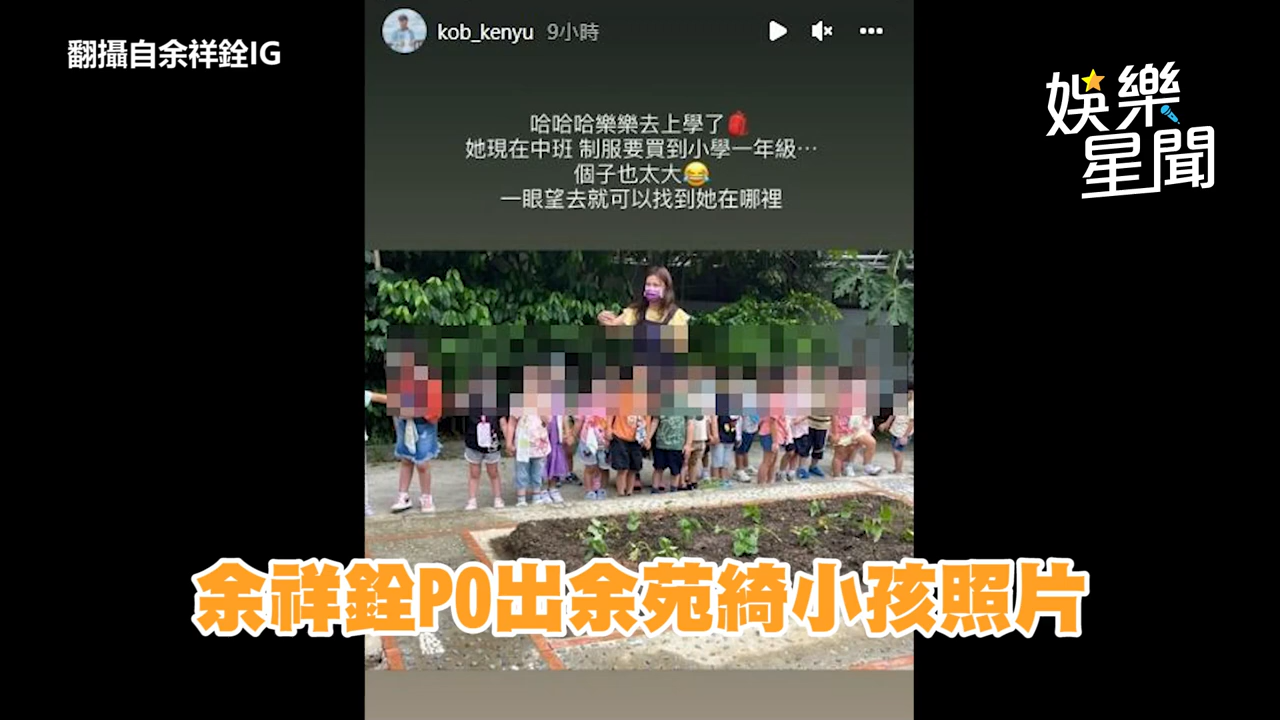 翻攝自余祥銓IG
kob_kenyu 9小時
娛樂
星聞
哈哈哈樂樂去上學了🎒
她現在中班 制服要買到小學一年級⋯
個子也太大😂
一眼望去就可以找到她在哪裡
余祥銓PO出余苑綺小孩照片